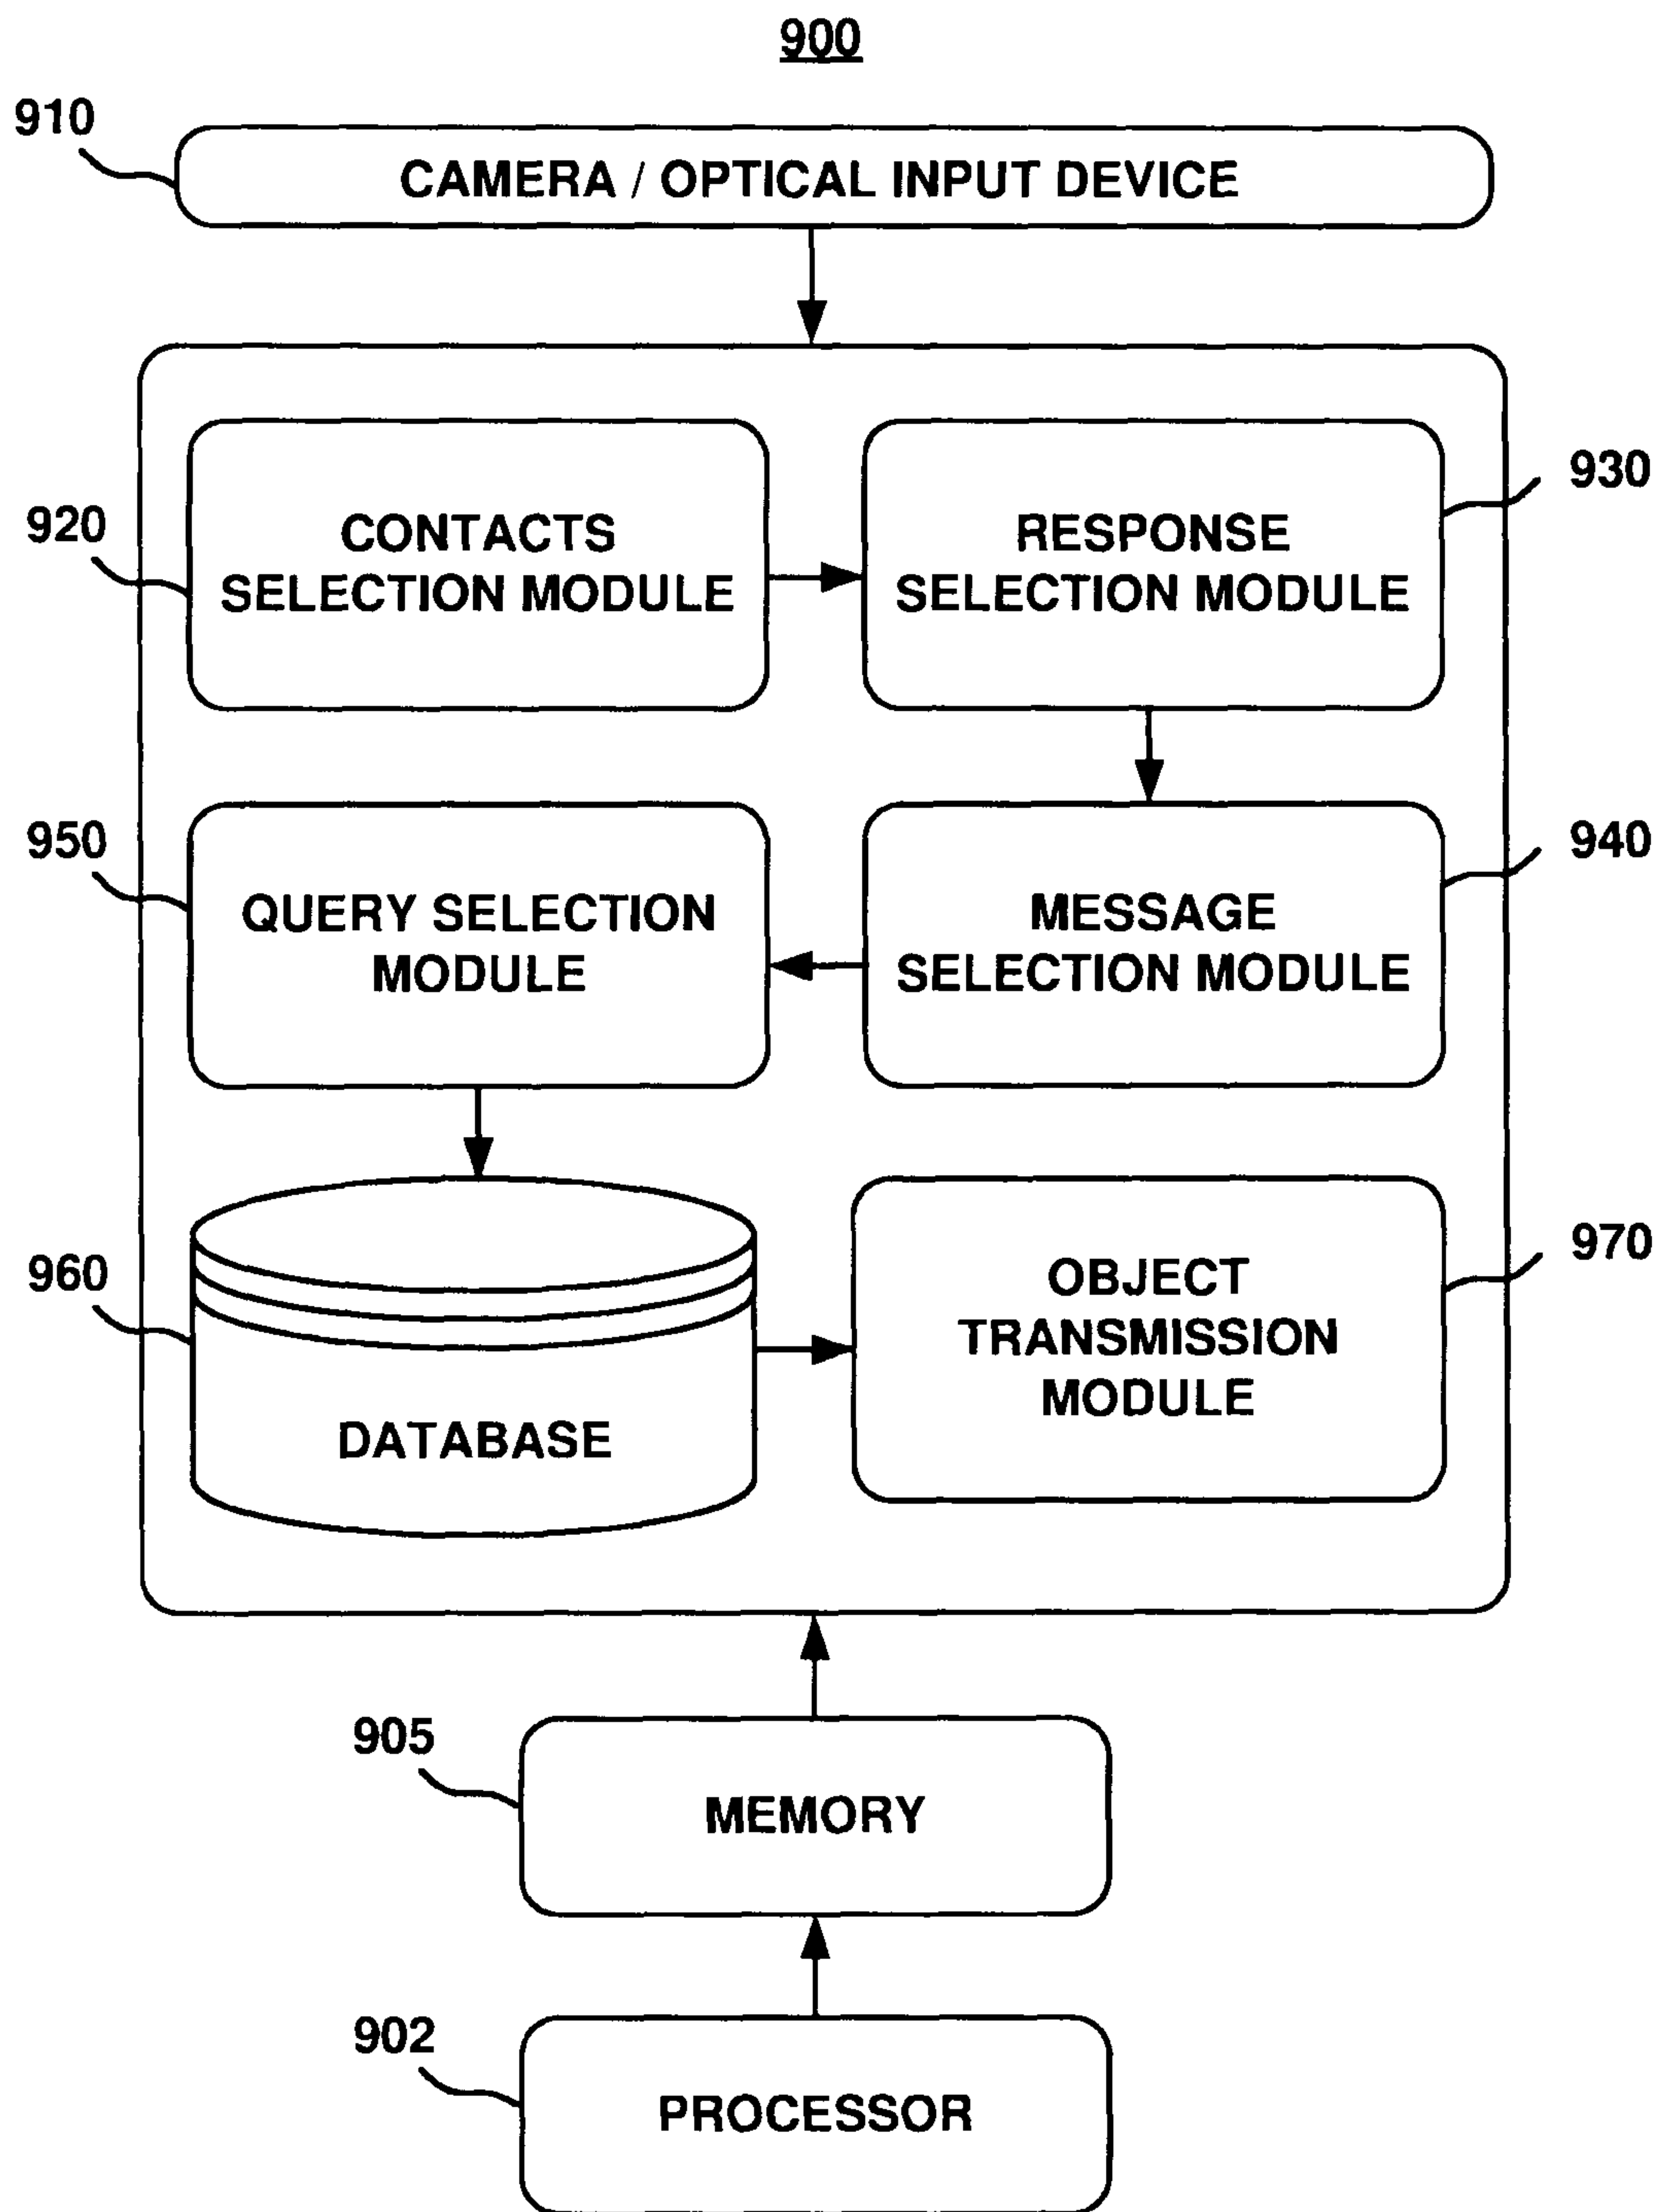 900
910
CAMERA / OPTICAL INPUT DEVICE
920
CONTACTS
SELECTION MODULE
RESPONSE
SELECTION MODULE
930
950
QUERY SELECTION
MODULE
MESSAGE
SELECTION MODULE
940
960
DATABASE
OBJECT
TRANSMISSION
MODULE
970
905
MEMORY
902
PROCESSOR